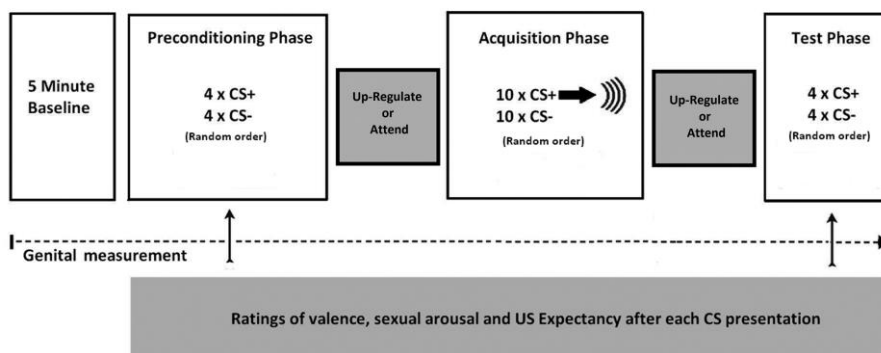 5 Minute
Baseline
Preconditioning Phase
4 x CS+
4 x CS-
(Random order)
Up-Regulate
or
Attend
Acquisition Phase
10 x CS+
10 x CS-
(Random order)
Up-Regulate
or
Attend
Test Phase
4 x CS+
4 x CS-
(Random order)
Genital measurement
Ratings of valence, sexual arousal and US Expectancy after each CS presentation